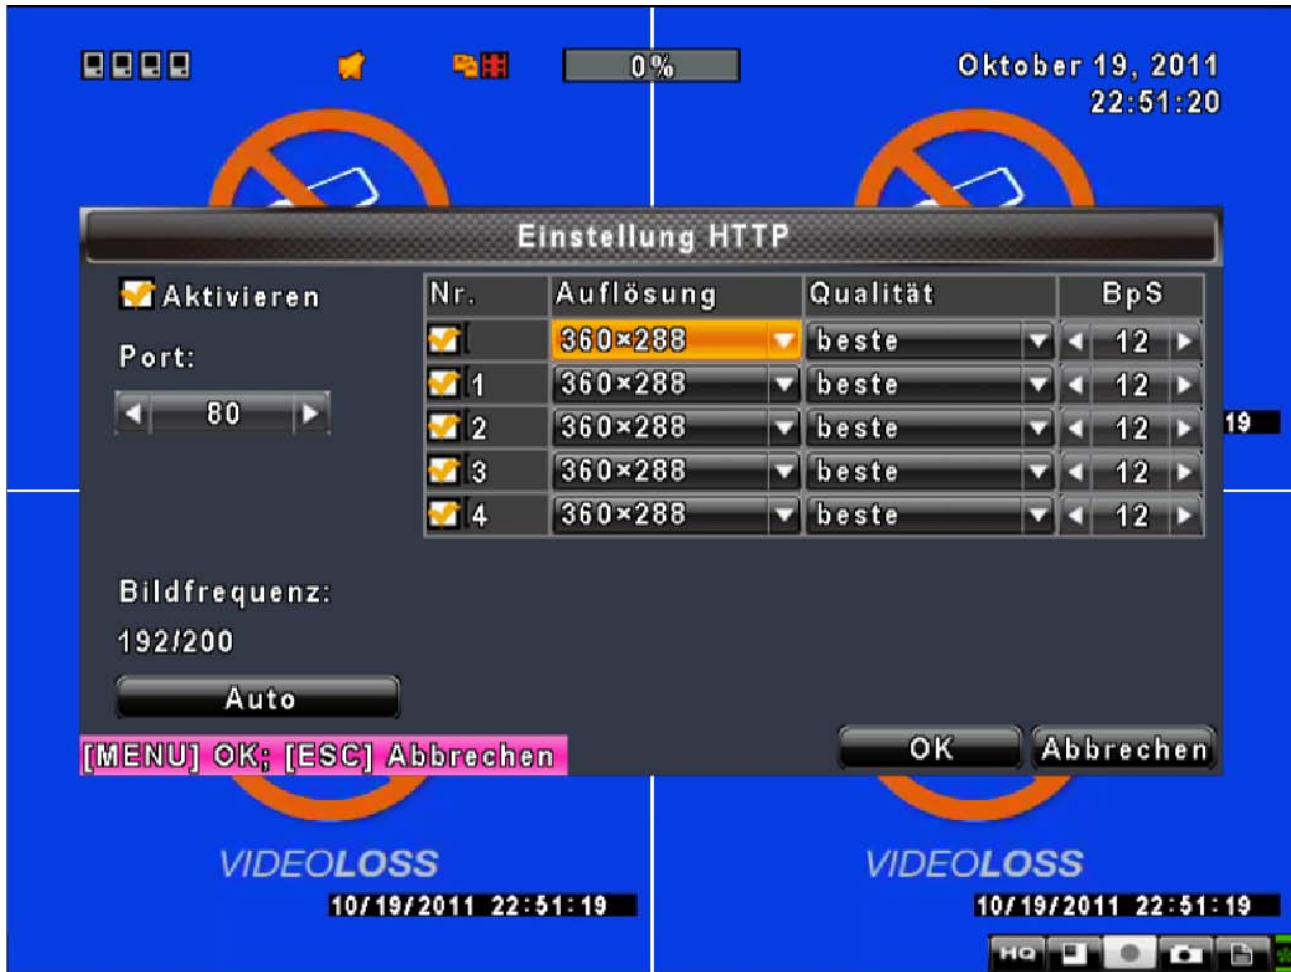 0%
Oktober 19, 2011
22:51:20
Einstellung HTTP
Aktivieren
Port:
80
Nr. Auflösung Qualität BpS
360×288 beste 12
1 360×288 beste 12
2 360×288 beste 12
3 360×288 beste 12
4 360×288 beste 12
19
Bildfrequenz:
192/200
Auto
[MENU] OK; [ESC] Abbrechen
OK Abbrechen
VIDEOLOSS VIDEOLOSS
10/19/2011 22:51:19 10/19/2011 22:51:19
HQ